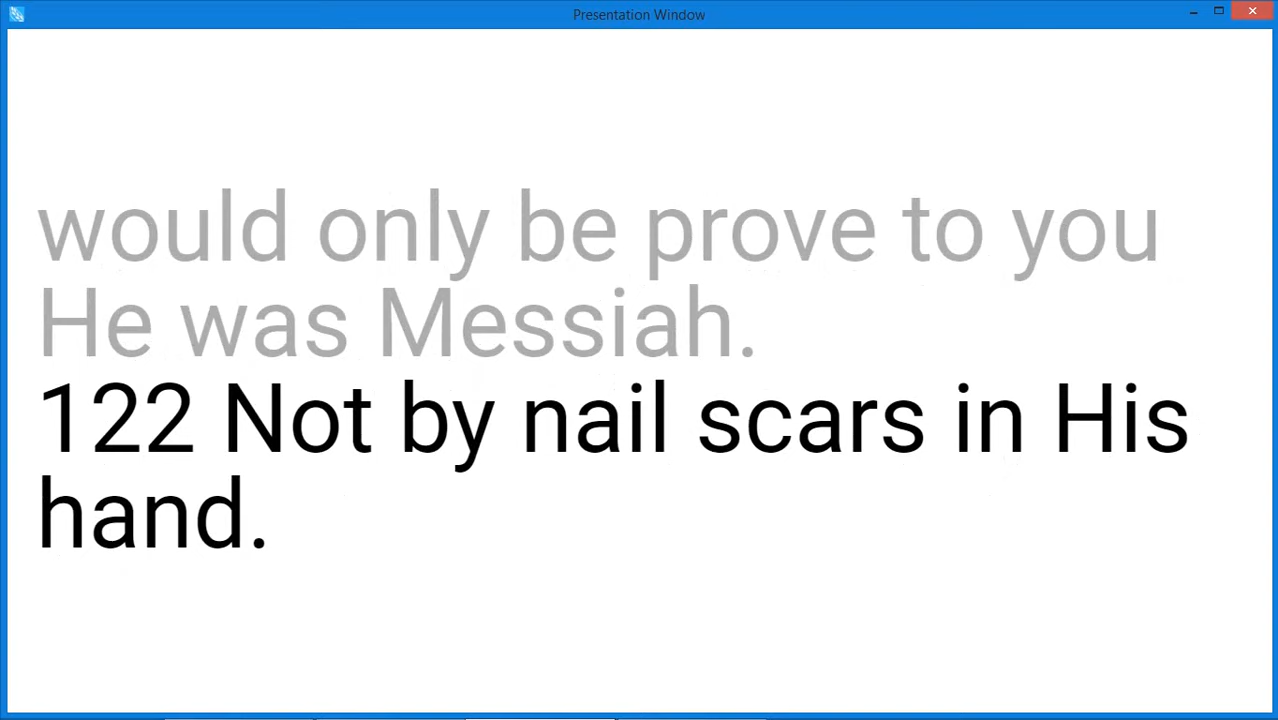 Presentation Window
would only be prove to you
He was Messiah.
122 Not by nail scars in His
hand.